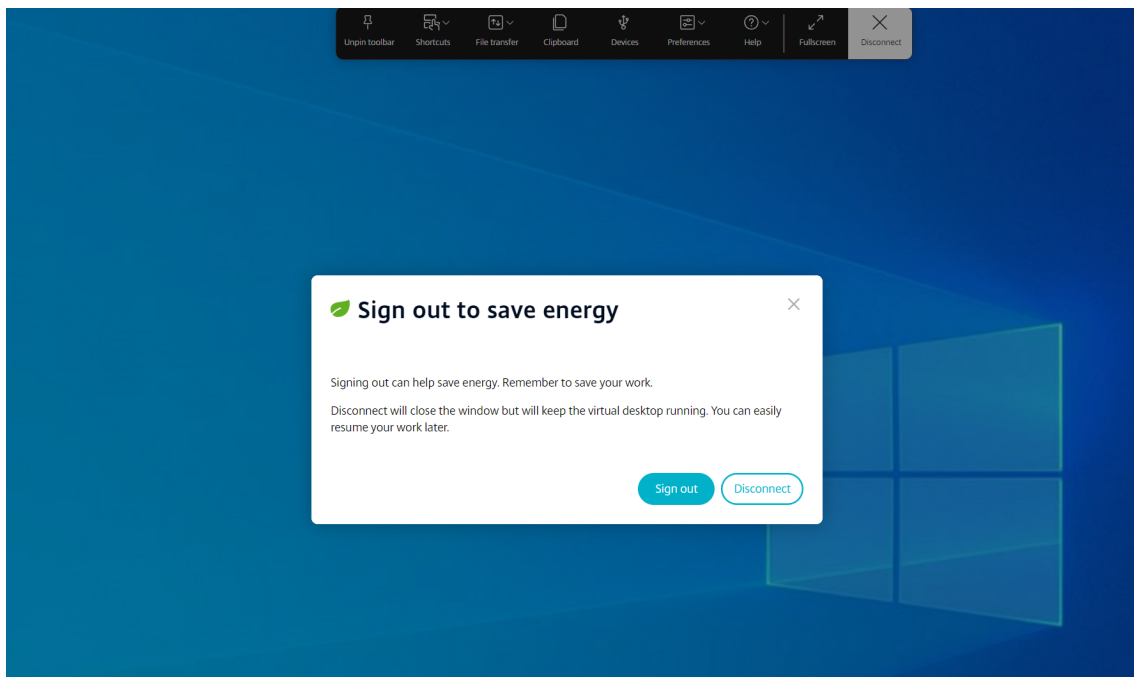 Unpin toolbar
Shortcuts
File transfer
Clipboard
Devices
Preferences
Help
Fullscreen
Disconnect
Sign out to save energy
Signing out can help save energy. Remember to save your work.
Disconnect will close the window but will keep the virtual desktop running. You can easily
resume your work later.
Sign out
Disconnect